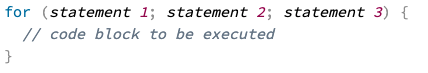 for (statement 1; statement 2; statement 3) {
  // code block to be executed
}